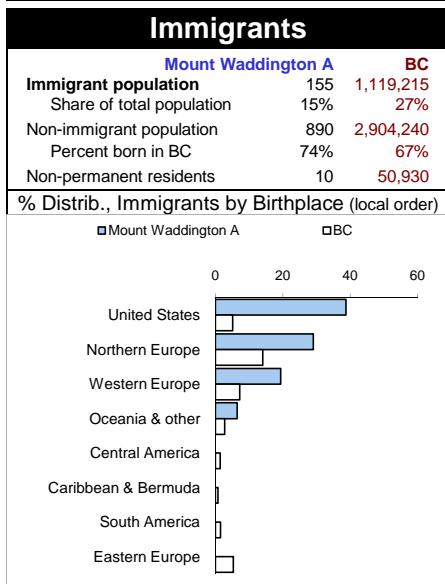 Immigrants
Mount Waddington A BC
Immigrant population 155 1,119,215
Share of total population 15% 27%
Non-immigrant population 890 2,904,240
Percent born in BC 74% 67%
Non-permanent residents 10 50,930
% Distrib., Immigrants by Birthplace (local order)
Mount Waddington A BC
0 20 40 60
United States
Northern Europe
Western Europe
Oceania & other
Central America
Caribbean & Bermuda
South America
Eastern Europe